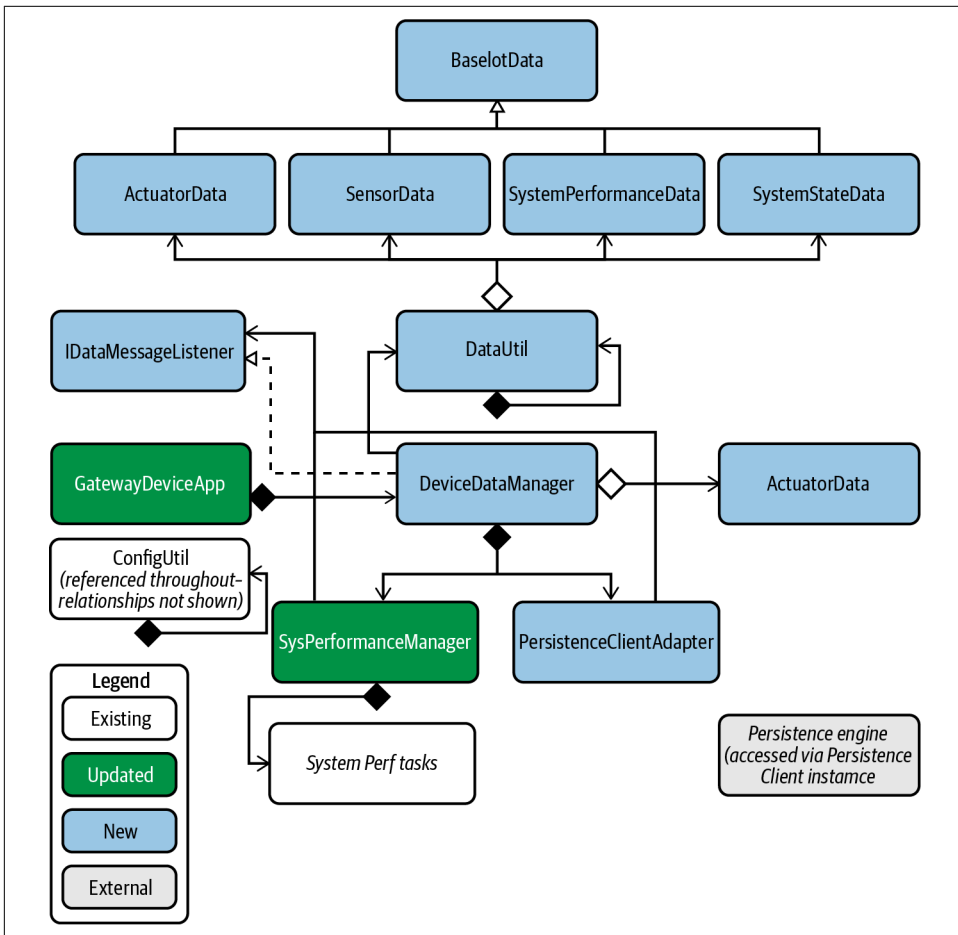 BaseIotData
ActuatorData
SensorData
SystemPerformanceData
SystemStateData
IDataMessageListener
DataUtil
GatewayDeviceApp
DeviceDataManager
ActuatorData
ConfigUtil
(referenced throughout–
relationships not shown)
SysPerformanceManager
PersistenceClientAdapter
Legend
Existing
Updated
New
External
System Perf tasks
Persistence engine
(accessed via Persistence
Client instamce